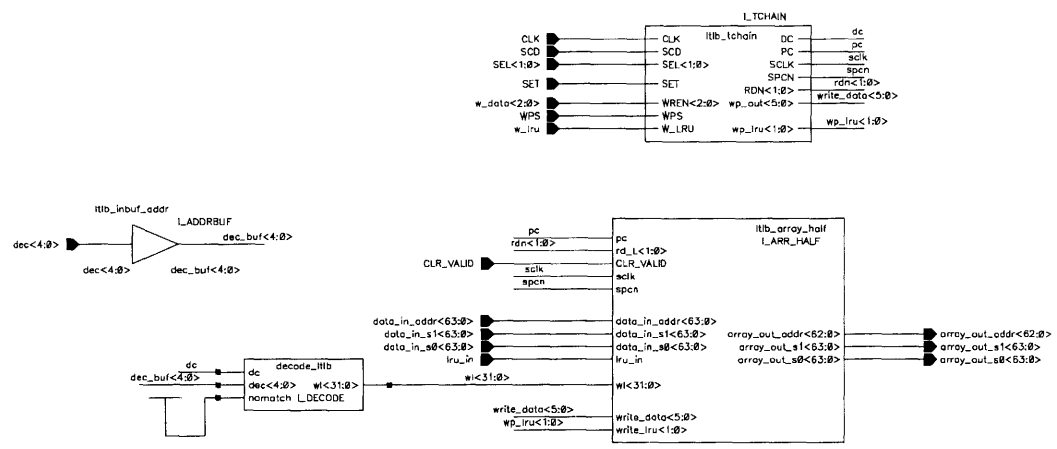 I_TCHAIN
CLK CLK ltlb_tchain DC dc
SCD SCD PC pc
SEL<1:0> SEL<1:0> SCLK sclk
SPCN spcn
SET SET RDN<1:0> rdn<1:0>
w_data<2:0> WREN<2:0> wp_out<5:0> write_data<5:0>
WPS WPS
w_lru W_LRU wp_lru<1:0> wp_lru<1:0>
ltlb_inbuf_addr
I_ADDRBUF
dec<4:0> dec_buf<4:0>
dec<4:0> dec_buf<4:0>
ltlb_array_half
I_ARR_HALF
pc pc
rdn<1:0> rd_L<1:0>
CLR_VALID CLR_VALID
sclk sclk
spcn spcn
data_in_addr<63:0> data_in_addr<63:0> array_out_addr<62:0> array_out_addr<62:0>
data_in_s1<63:0> data_in_s1<63:0> array_out_s1<63:0> array_out_s1<63:0>
data_in_s0<63:0> data_in_s0<63:0> array_out_s0<63:0> array_out_s0<63:0>
lru_in lru_in
dc dc decode_ltlb
dec_buf<4:0> dec<4:0> wl<31:0> wl<31:0> wl<31:0>
nomatch I_DECODE
write_data<5:0> write_data<5:0>
wp_lru<1:0> write_lru<1:0>